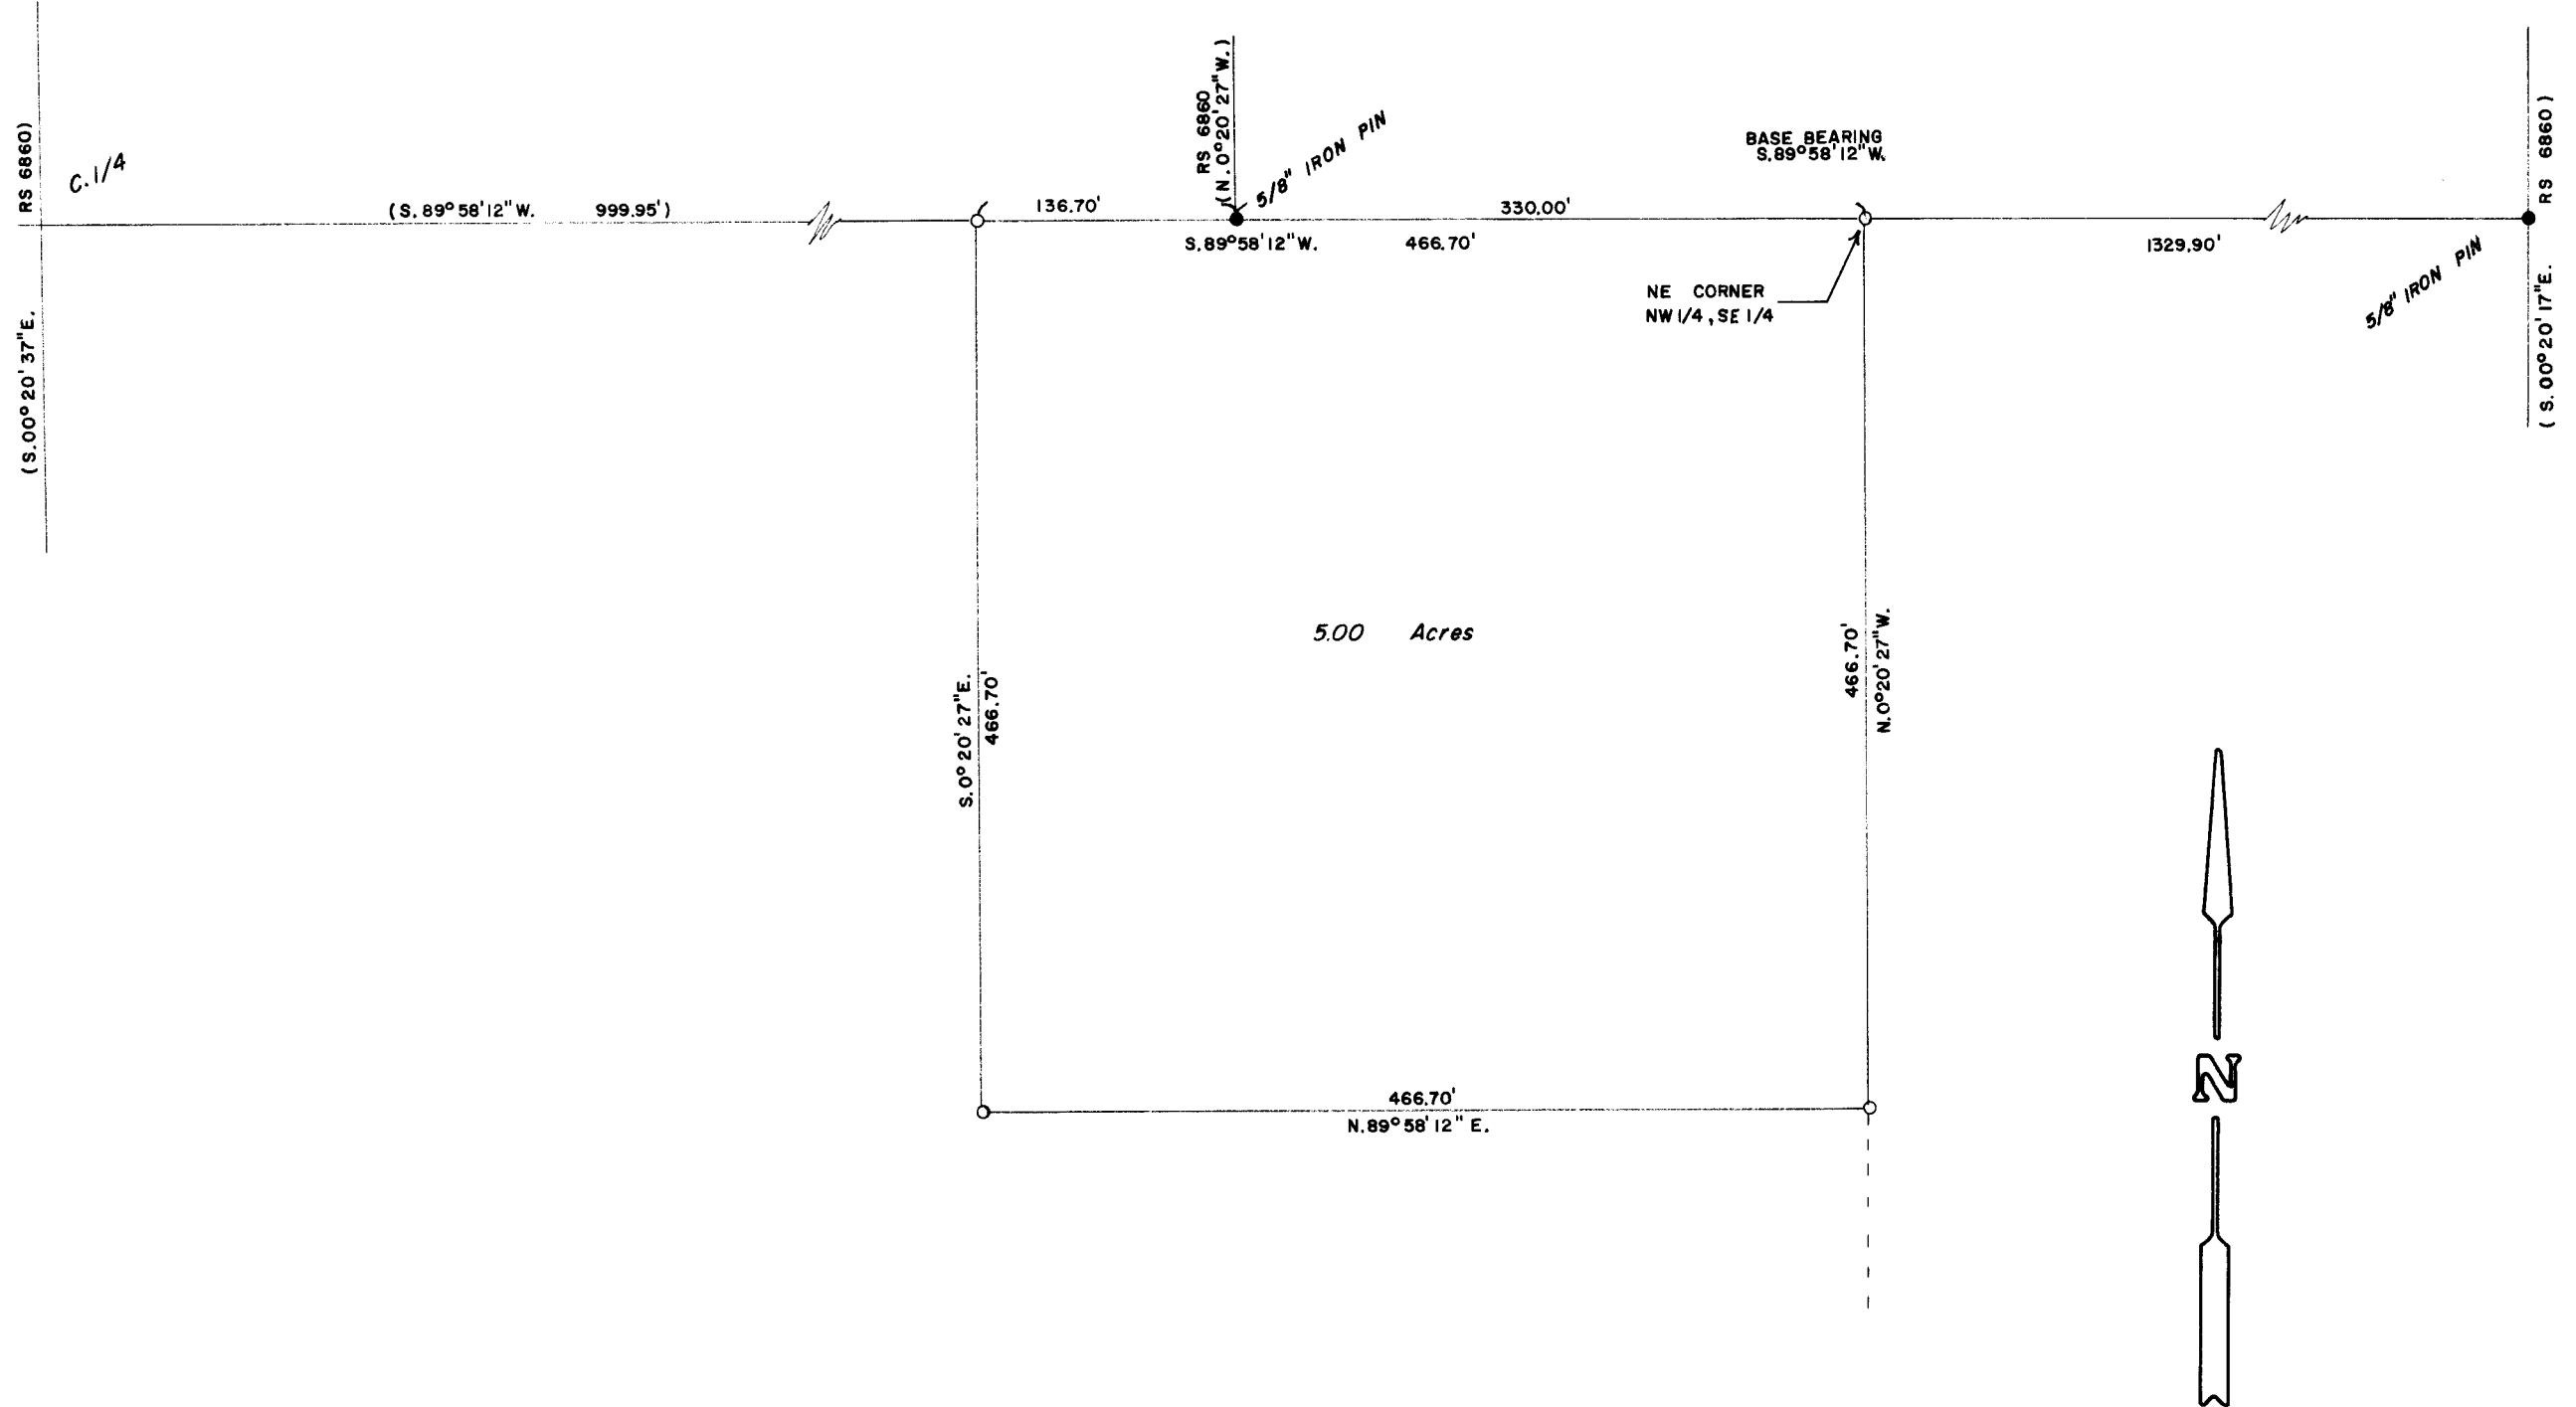 RS 6860)
(S.00°20'37"E.
C.1/4
(S.89°58'12"W. 999.95')
136.70'
RS 6860
(N.0°20'27"W.)
5/8" IRON PIN
330.00'
S.89°58'12"W. 466.70'
BASE BEARING
S.89°58'12"W.
NE CORNER
NW 1/4, SE 1/4
1329.90'
5/8" IRON PIN
RS 6860)
(S.00°20'17"E.
5.00 Acres
S.0°20'27"E.
466.70'
466.70'
N.0°20'27"W.
466.70'
N.89°58'12"E.
N